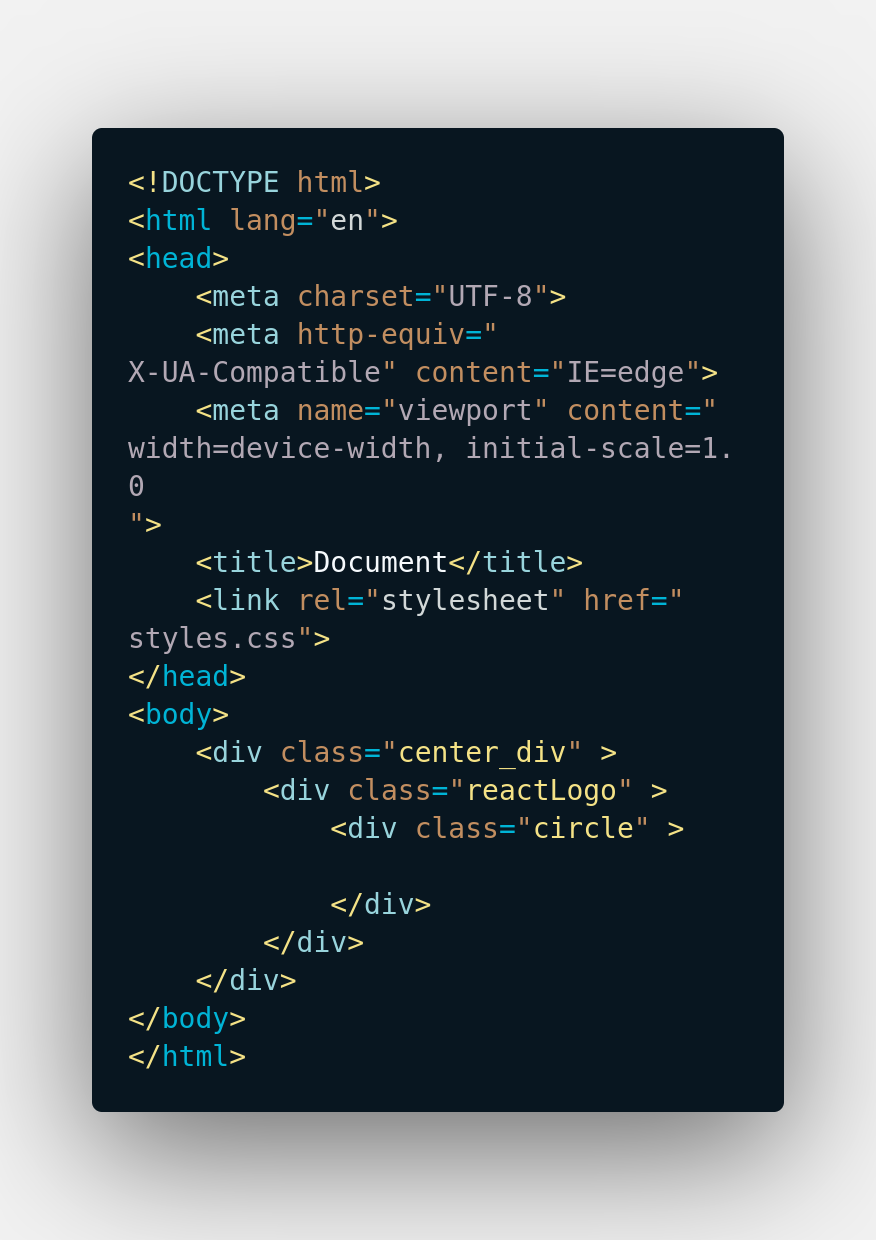 <!DOCTYPE html>
<html lang="en">
<head>
    <meta charset="UTF-8">
    <meta http-equiv="
X-UA-Compatible" content="IE=edge">
    <meta name="viewport" content="
width=device-width, initial-scale=1.
0
">
    <title>Document</title>
    <link rel="stylesheet" href="
styles.css">
</head>
<body>
    <div class="center_div" >
        <div class="reactLogo" >
            <div class="circle" >

            </div>
        </div>
    </div>
</body>
</html>